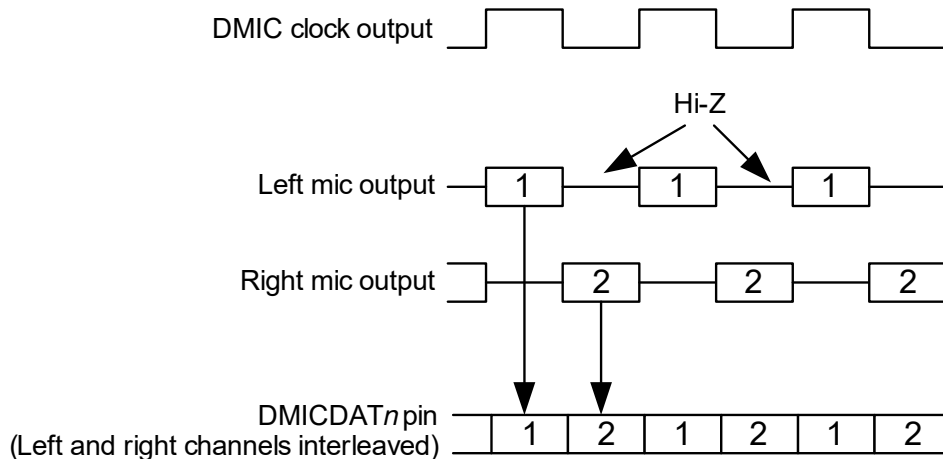 DMIC clock output
Hi-Z
Left mic output
1 1 1
Right mic output
2 2 2
DMICDATn pin
(Left and right channels interleaved)
1 2 1 2 1 2